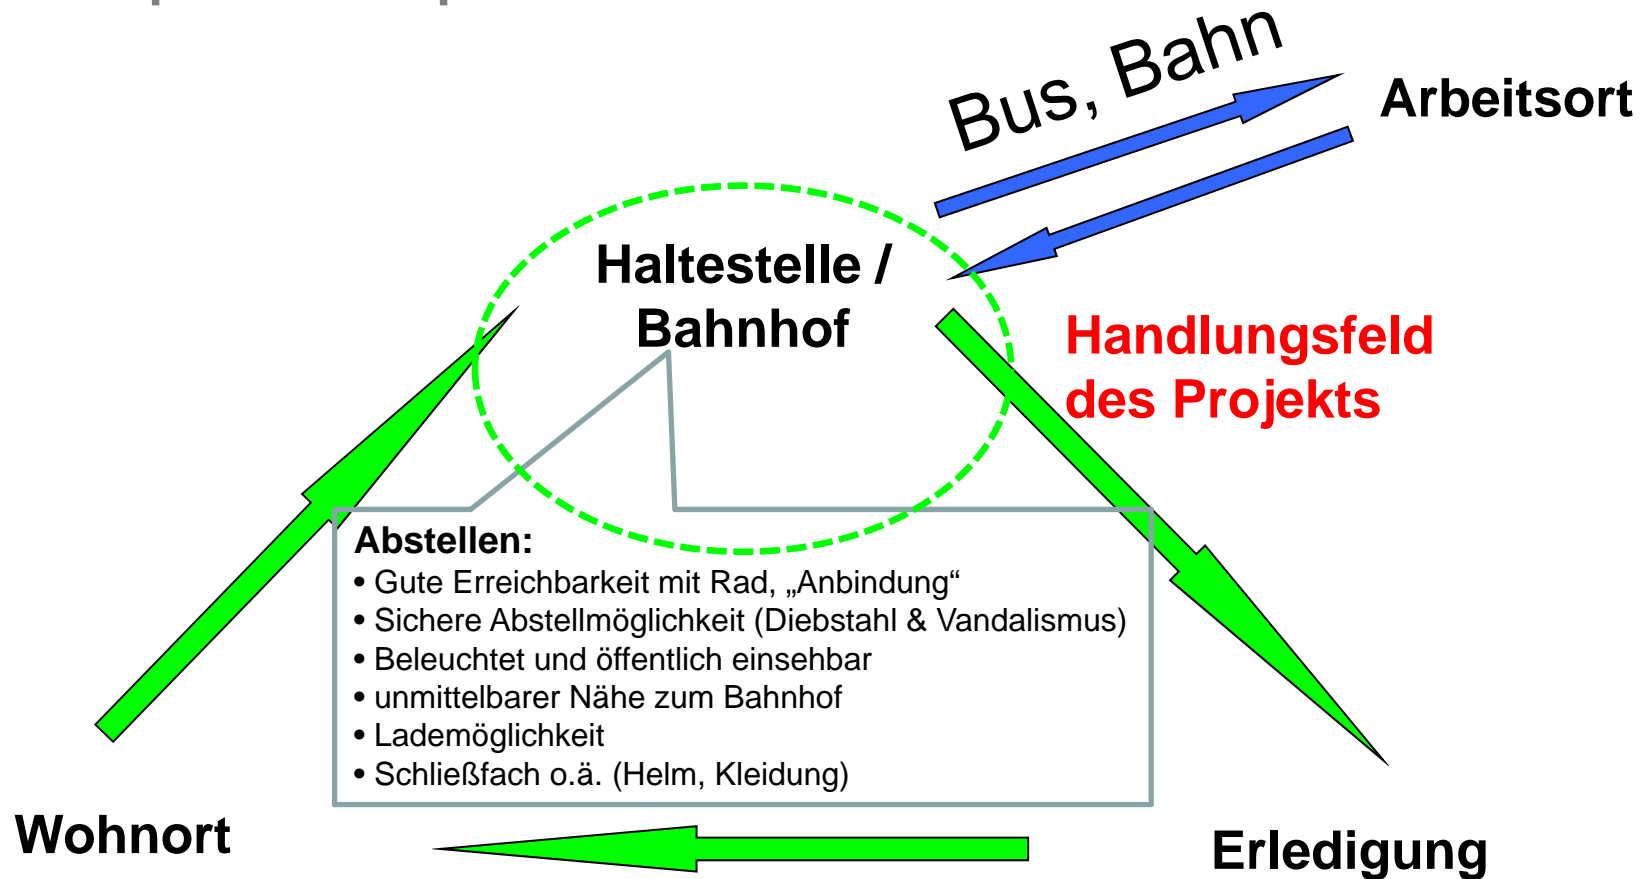 Bus, Bahn
Arbeitsort
Haltestelle /
Bahnhof
Handlungsfeld
des Projekts
Abstellen:
• Gute Erreichbarkeit mit Rad, „Anbindung“
• Sichere Abstellmöglichkeit (Diebstahl & Vandalismus)
• Beleuchtet und öffentlich einsehbar
• unmittelbarer Nähe zum Bahnhof
• Lademöglichkeit
• Schließfach o.ä. (Helm, Kleidung)
Wohnort
Erledigung